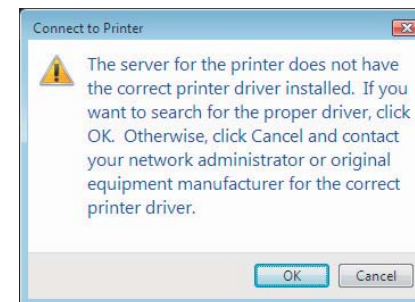 Connect to Printer
The server for the printer does not have
the correct printer driver installed. If you
want to search for the proper driver, click
OK. Otherwise, click Cancel and contact
your network administrator or original
equipment manufacturer for the correct
printer driver.
OK Cancel